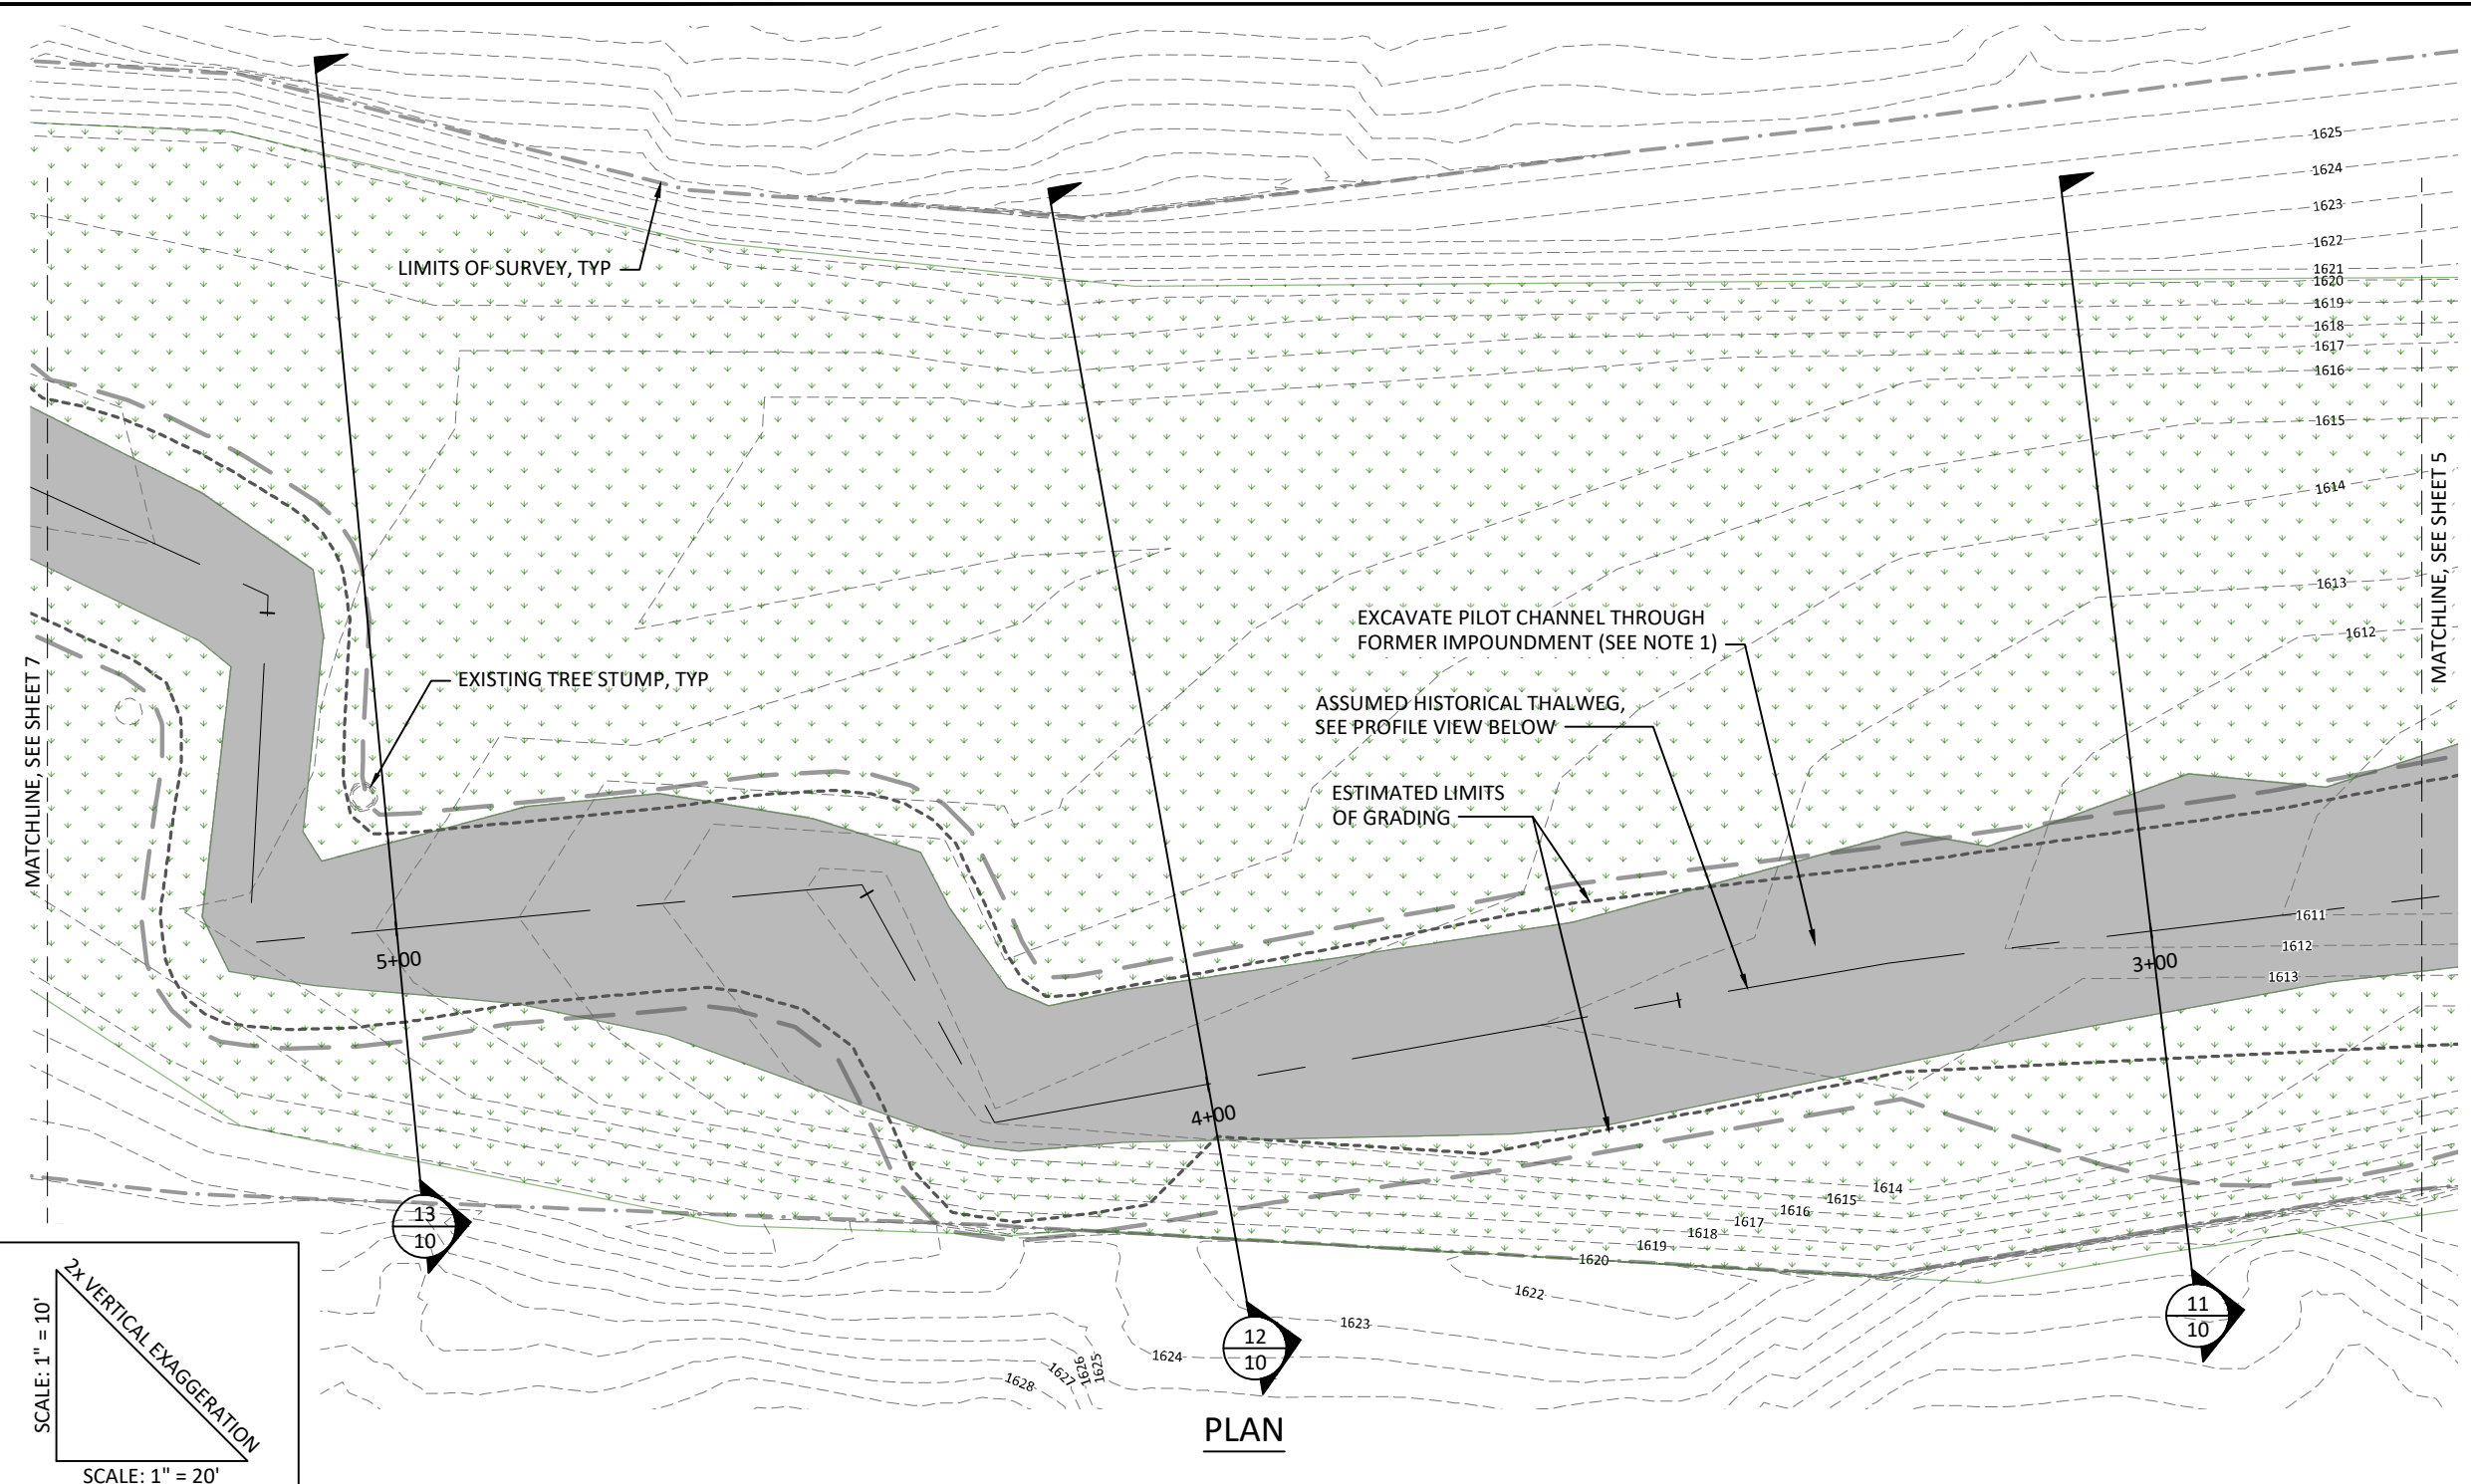 1625
1624
1623
1622
1621
1620
1619
1618
1617
1616
1615
1614
1613
1612
LIMITS OF SURVEY, TYP
EXISTING TREE STUMP, TYP
EXCAVATE PILOT CHANNEL THROUGH
FORMER IMPOUNDMENT (SEE NOTE 1)
ASSUMED HISTORICAL THALWEG,
SEE PROFILE VIEW BELOW
ESTIMATED LIMITS
OF GRADING
MATCHLINE, SEE SHEET 7
MATCHLINE, SEE SHEET 5
1611
1612
1613
5+00
4+00
3+00
1614
1615
1616
1617
1618
1619
1620
1622
1623
1624
1625
1626
1627
1628
13
10
12
10
11
10
2x VERTICAL EXAGGERATION
SCALE: 1" = 10'
SCALE: 1" = 20'
PLAN